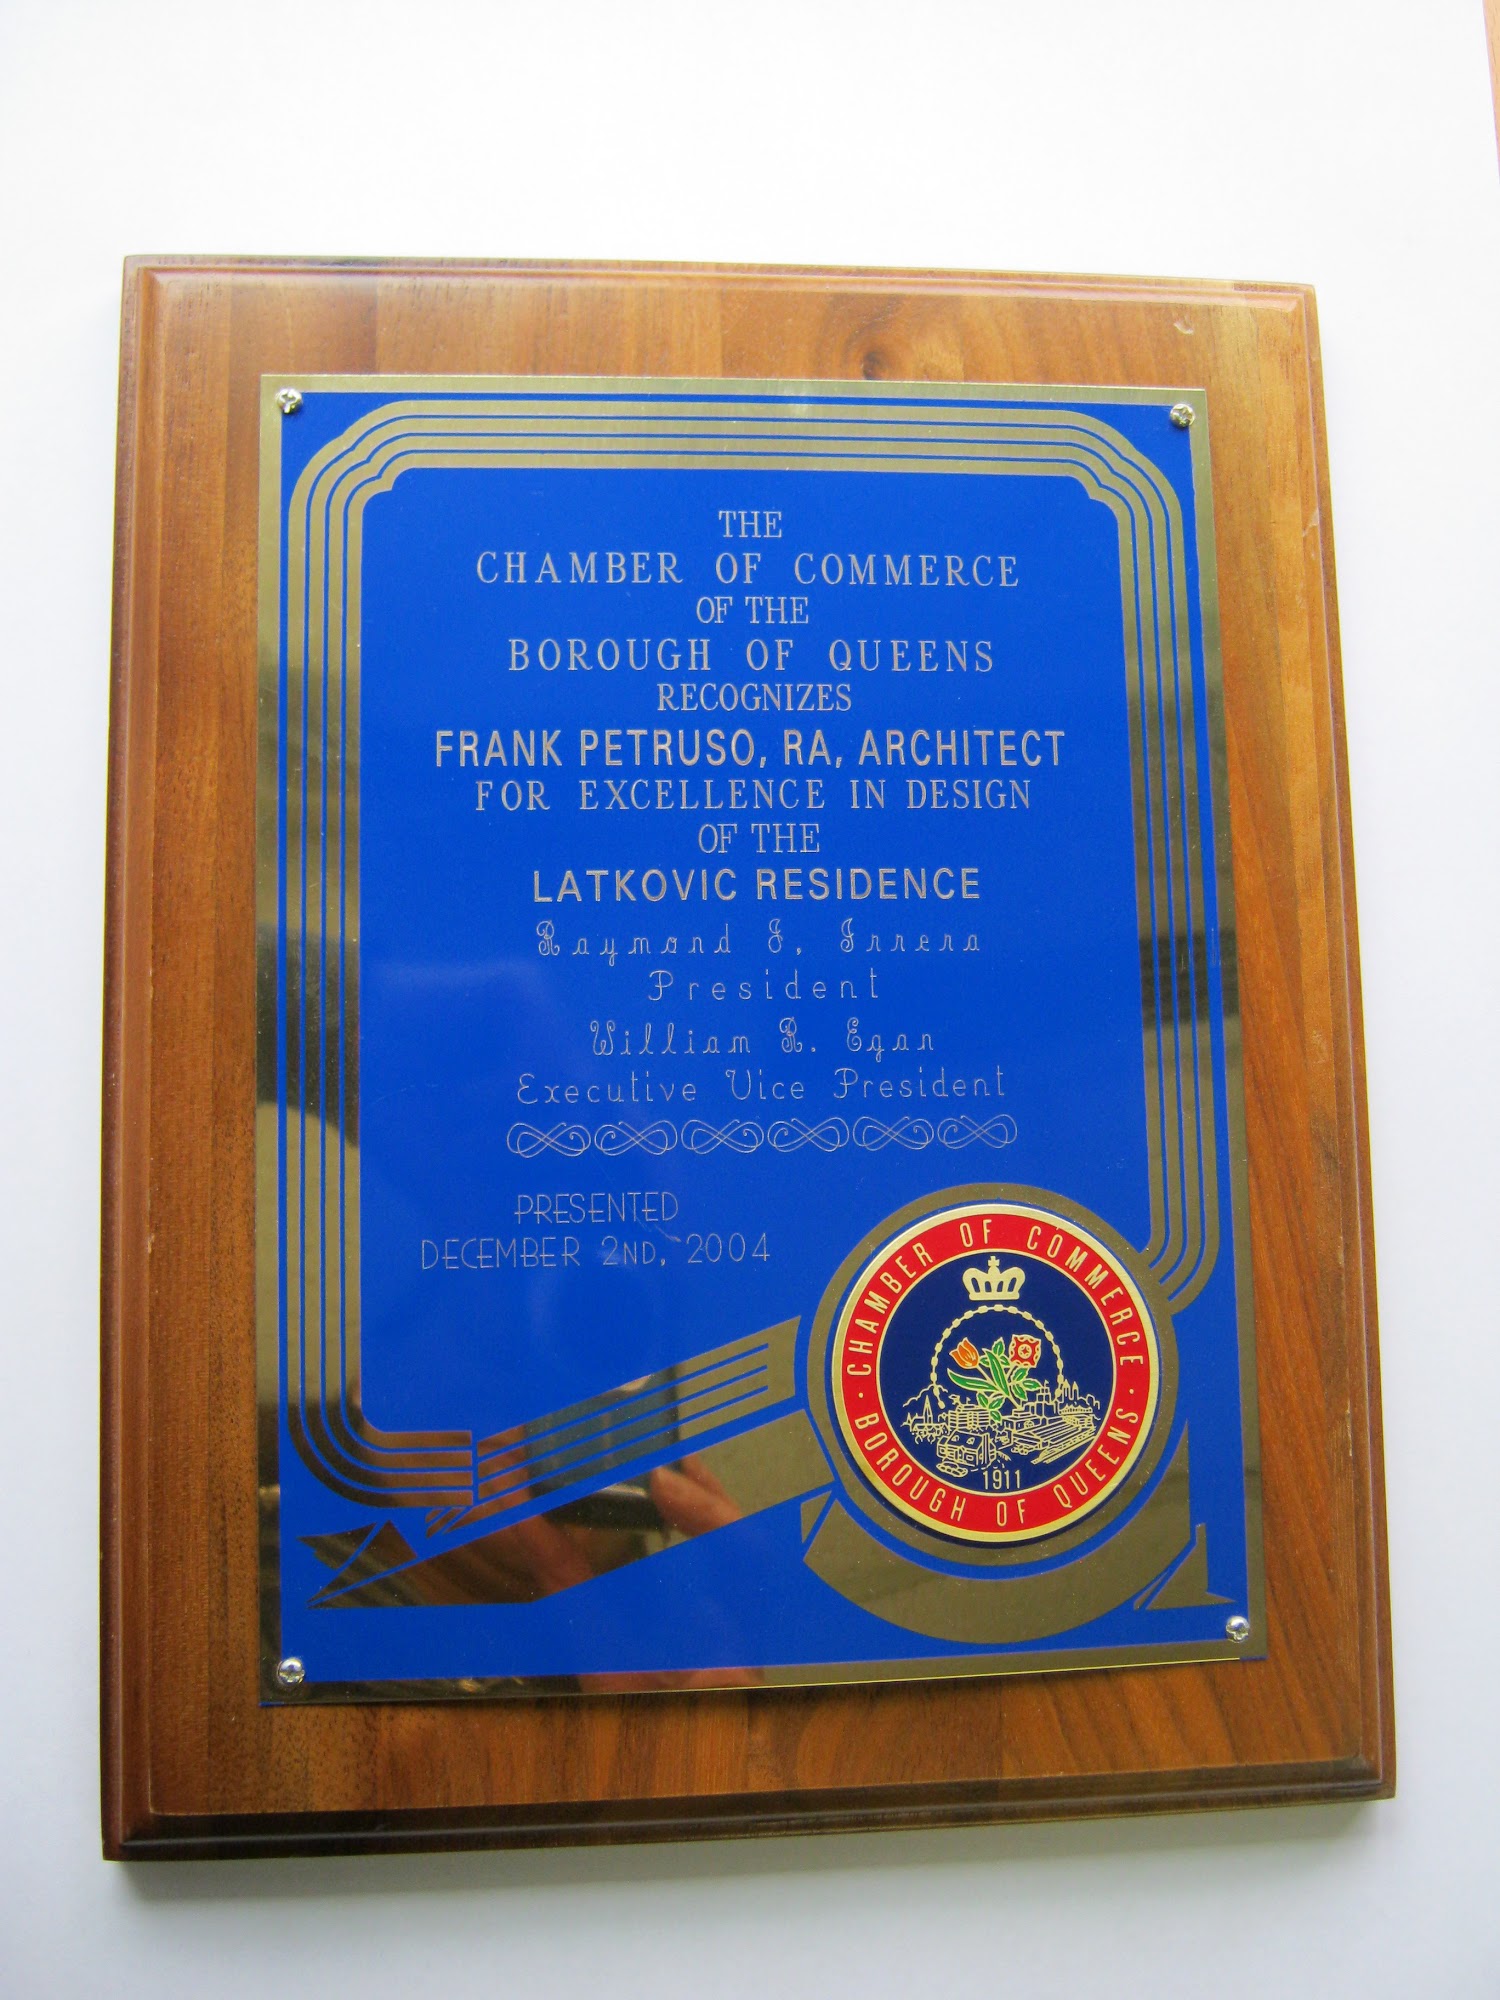 THE
CHAMBER OF COMMERCE
OF THE
BOROUGH OF QUEENS
RECOGNIZES
FRANK PETRUSO, RA, ARCHITECT
FOR EXCELLENCE IN DESIGN
OF THE
LATKOVIC RESIDENCE
Raymond J. Irrera
President
William R. Egan
Executive Vice President
PRESENTED
DECEMBER 2ND, 2004
CHAMBER OF COMMERCE
1911
BOROUGH OF QUEENS